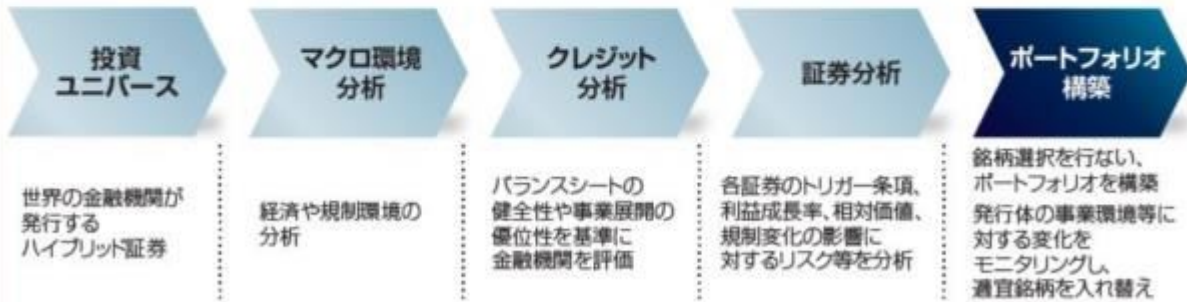 投資
ユニバース
マクロ環境
分析
クレジット
分析
証券分析
ポートフォリオ
構築
世界の金融機関が
発行する
ハイブリッド証券
経済や規制環境の
分析
バランスシートの
健全性や事業展開の
優位性を基準に
金融機関を評価
各証券のトリガー条項、
利益成長率、相対価値、
規制変化の影響に
対するリスク等を分析
銘柄選択を行ない、
ポートフォリオを構築
発行体の事業環境等に
対する変化を
モニタリングし、
適宜銘柄を入れ替え